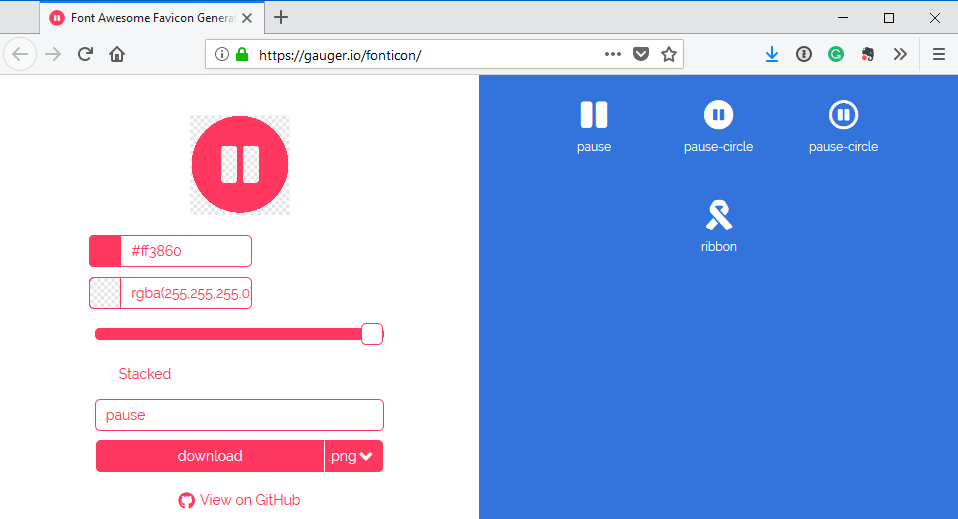 Font Awesome Favicon Genera
https://gauger.io/fonticon/
#ff3860
rgba(255,255,255,0
Stacked
pause
download
.png
View on GitHub
pause
pause-circle
pause-circle
ribbon